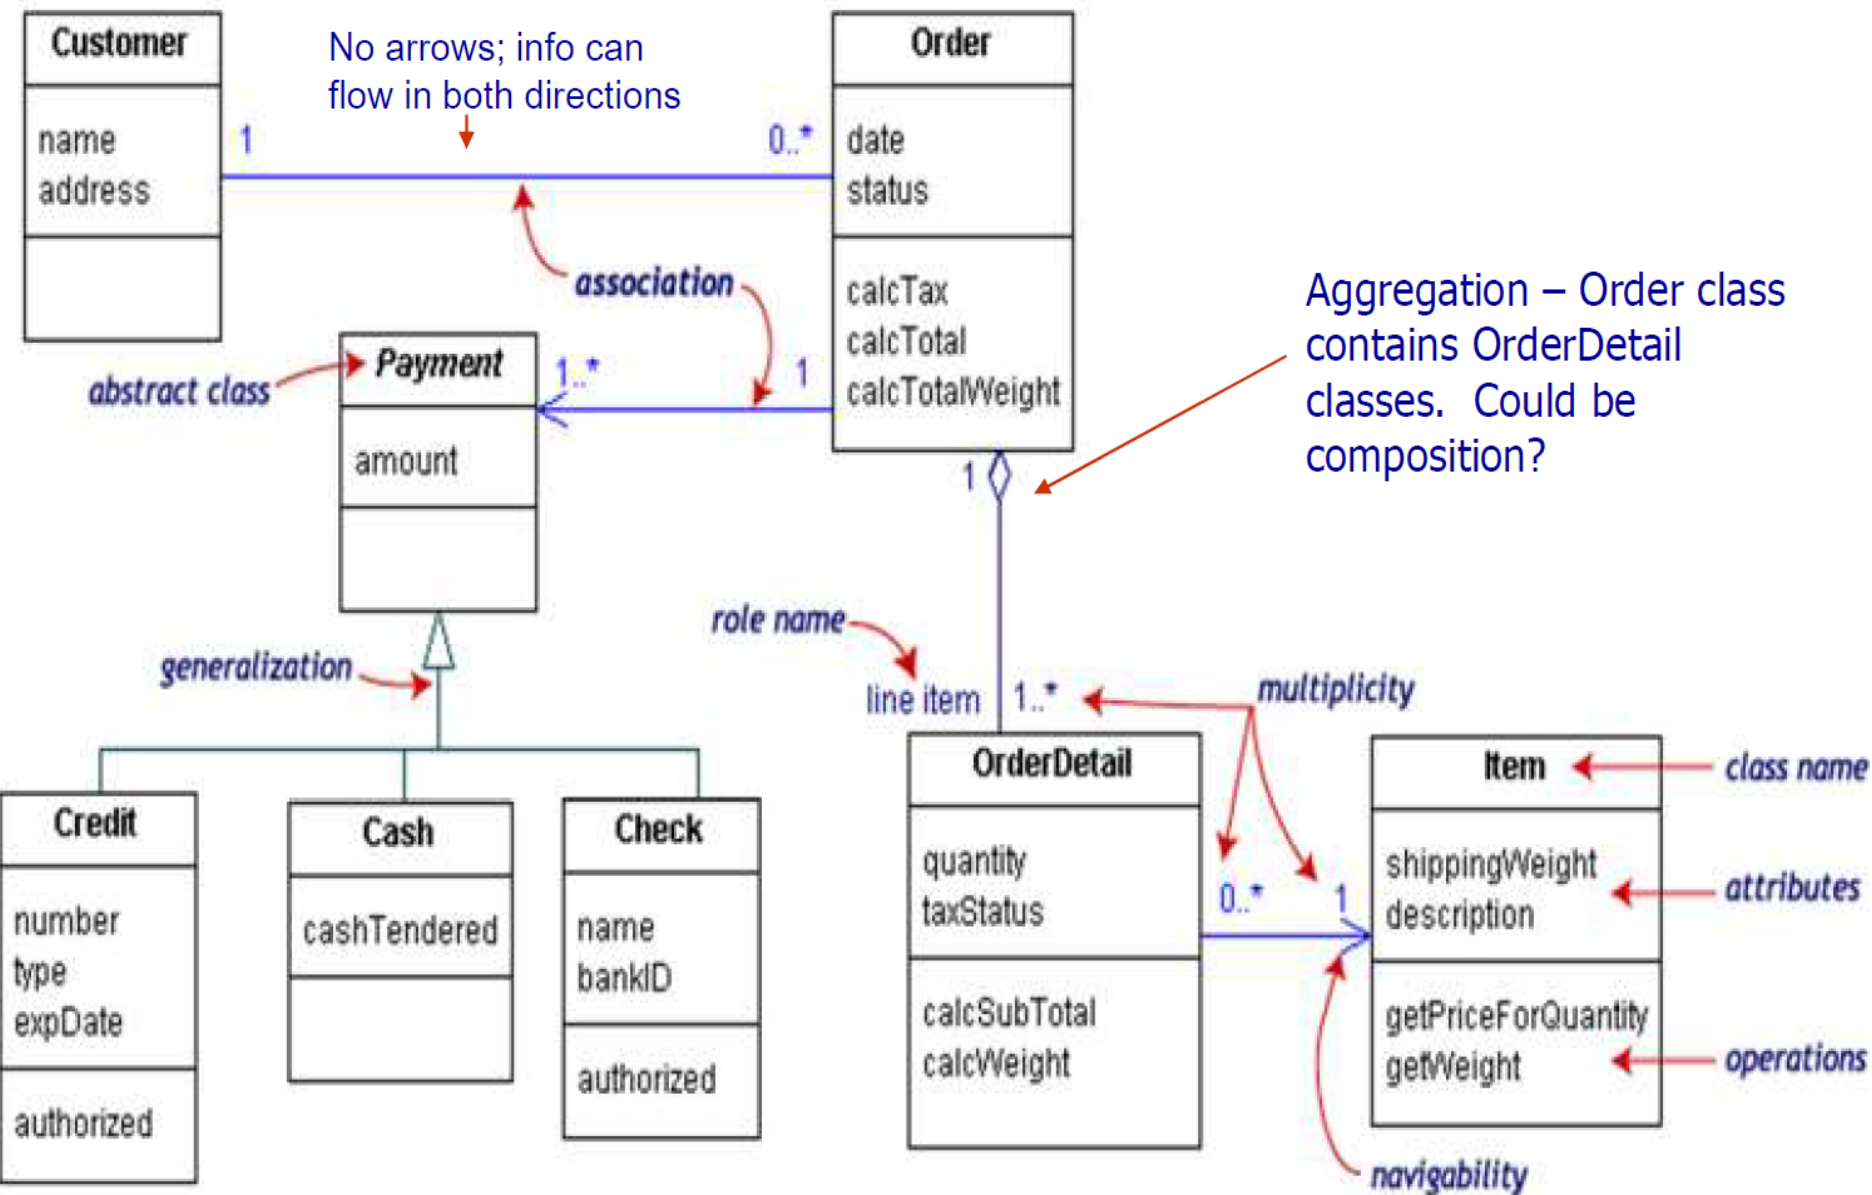 Customer
name
address
No arrows; info can
flow in both directions
1
0..*
Order
date
status
calcTax
calcTotal
calcTotalWeight
association
abstract class
Payment
amount
1..*
1
Aggregation – Order class
contains OrderDetail
classes. Could be
composition?
1
generalization
role name
line item
1..*
multiplicity
Credit
number
type
expDate
authorized
Cash
cashTendered
Check
name
bankID
authorized
OrderDetail
quantity
taxStatus
calcSubTotal
calcWeight
0..*
1
Item
shippingWeight
description
getPriceForQuantity
getWeight
class name
attributes
operations
navigability